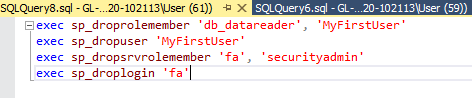 SQLQuery8.sql - GL-...20-102113\User (61))* SQLQuery6.sql - GL-...20-102113\User (59))*
exec sp_droprolemember 'db_datareader', 'MyFirstUser'
exec sp_dropuser 'MyFirstUser'
exec sp_dropsrvrolemember 'fa', 'securityadmin'
exec sp_droplogin 'fa'